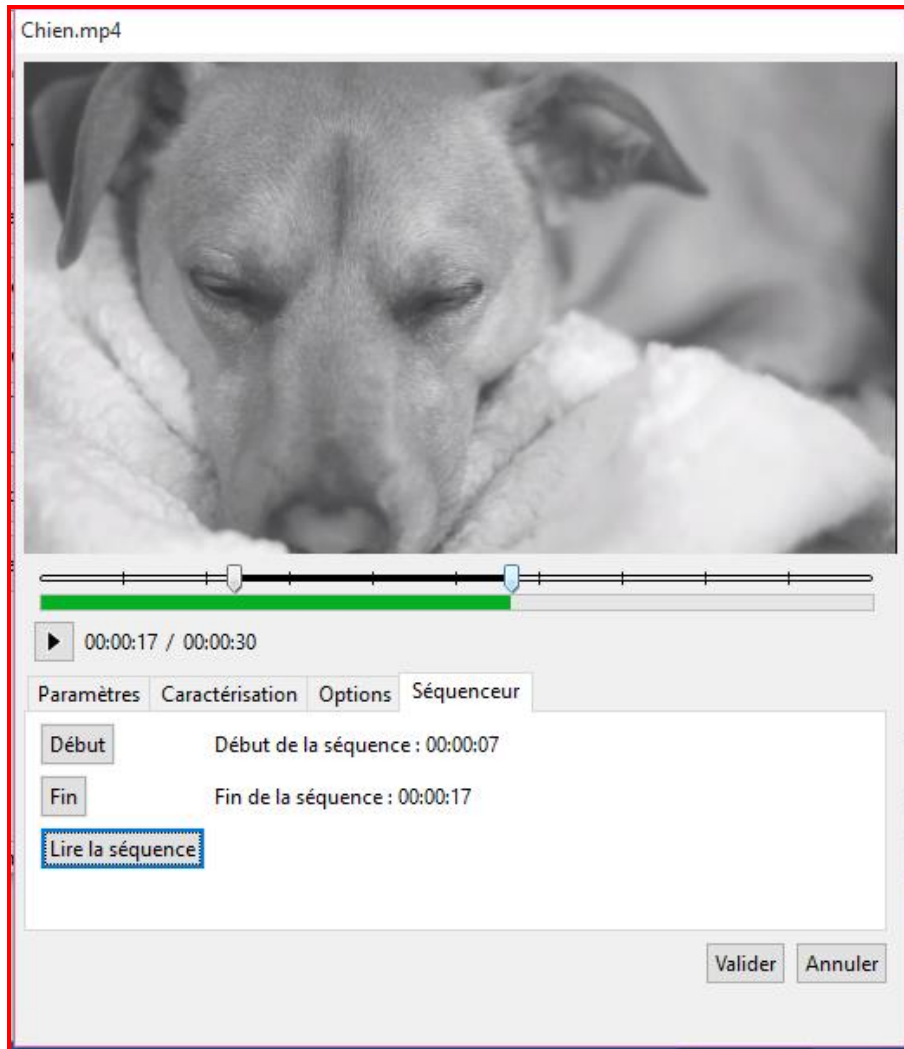 Chien.mp4
00:00:17 / 00:00:30
Paramètres Caractérisation Options Séquenceur
Début Début de la séquence : 00:00:07
Fin Fin de la séquence : 00:00:17
Lire la séquence
Valider Annuler